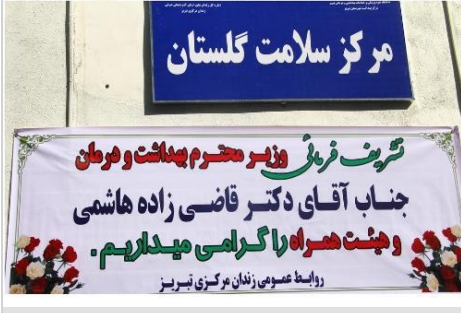 مرکز سلامت گلستان
تشریف فرمائی وزیر محترم بهداشت و درمان
جناب آقای دکتر قاضی زاده هاشمی
و هیئت همراه را گرامی میداریم .
روابط عمومی زندان مرکزی تبریز